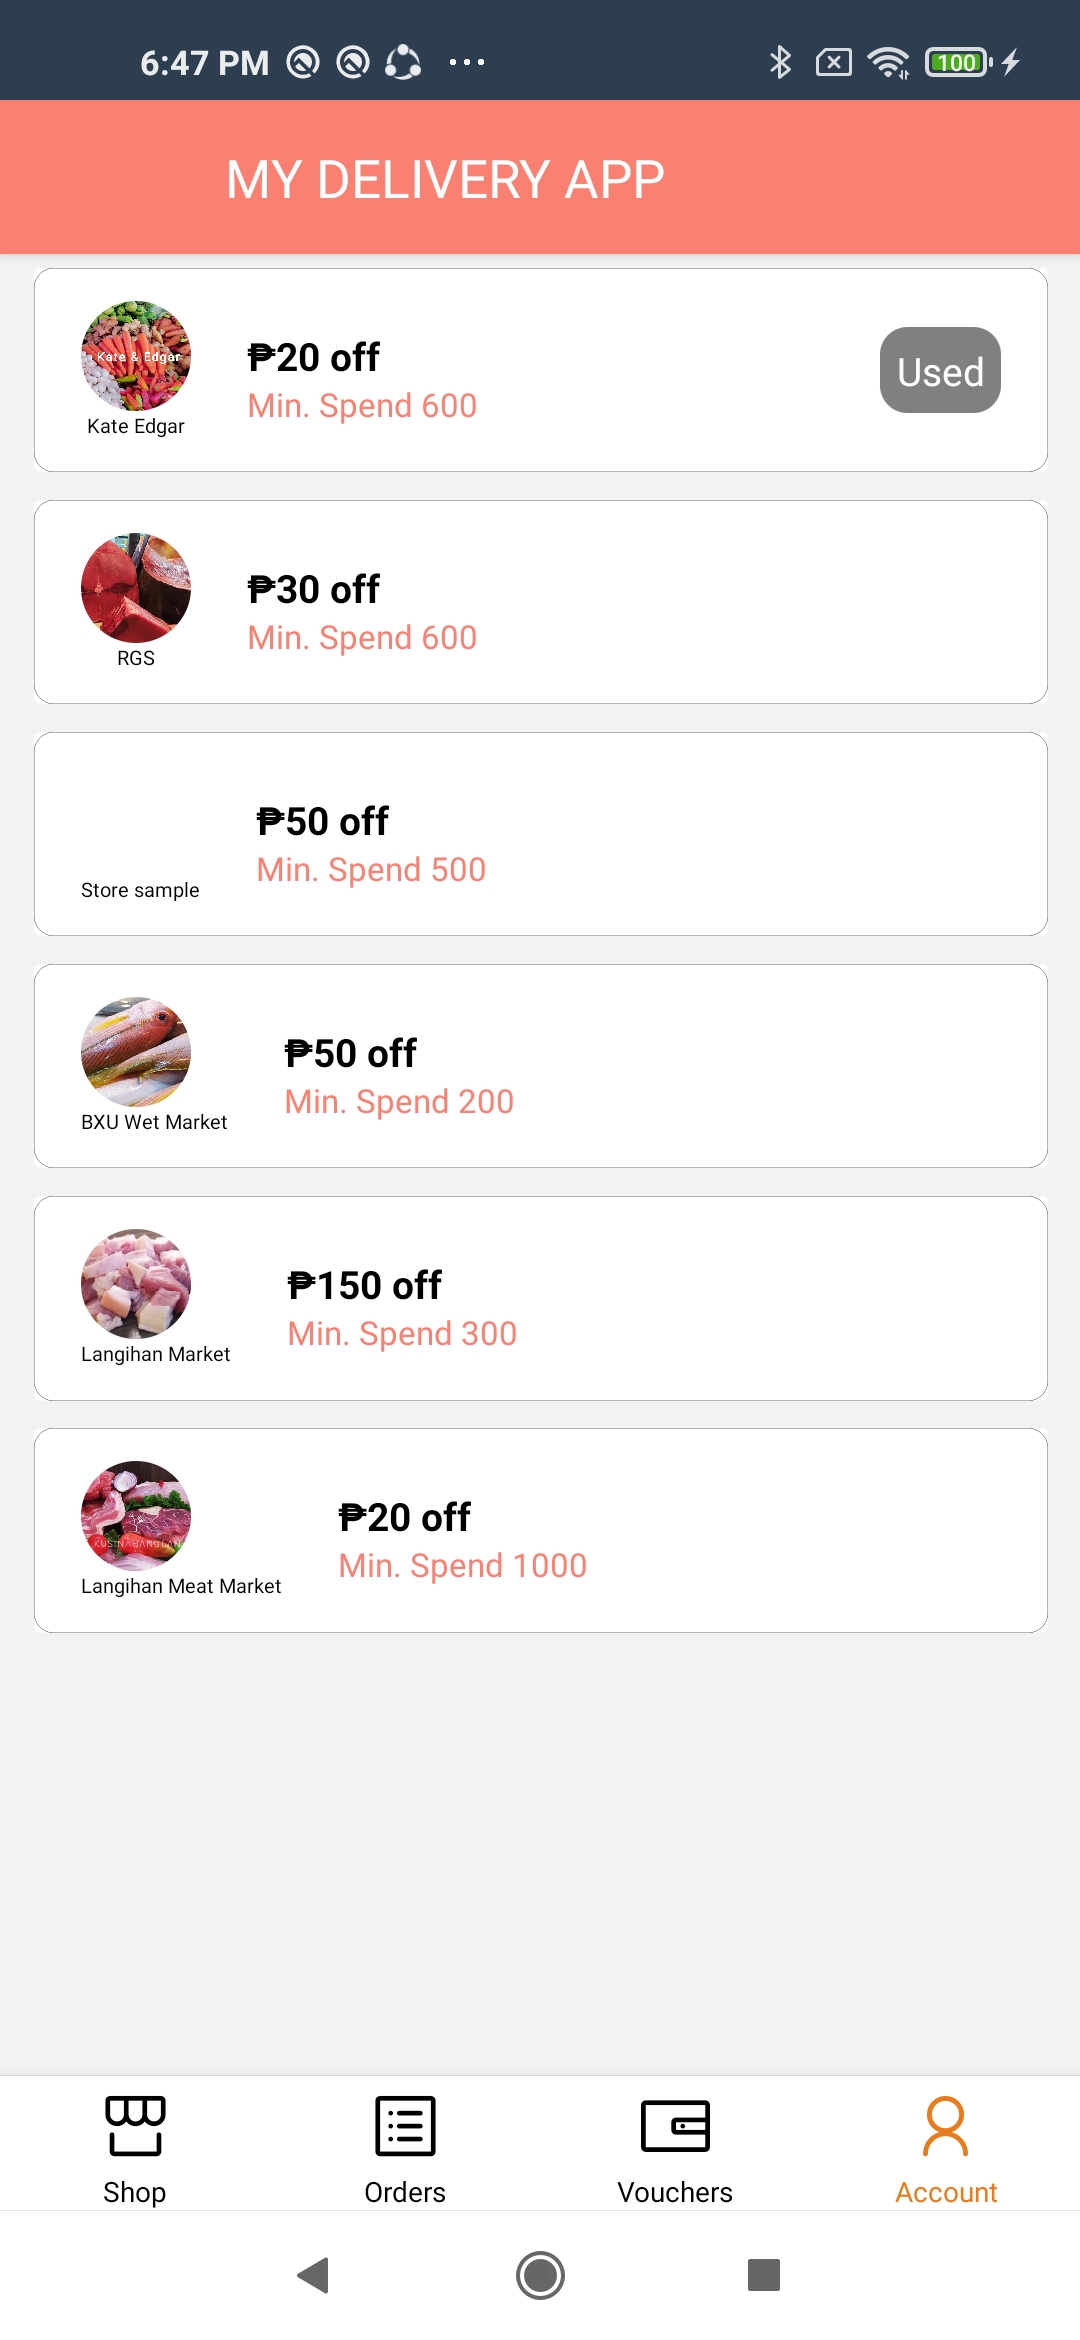 6:47 PM
100
MY DELIVERY APP
Kate & Edgar
Kate Edgar
₱20 off
Min. Spend 600
Used
RGS
₱30 off
Min. Spend 600
Store sample
₱50 off
Min. Spend 500
BXU Wet Market
₱50 off
Min. Spend 200
Langihan Market
₱150 off
Min. Spend 300
KUSINAHANGLAN
Langihan Meat Market
₱20 off
Min. Spend 1000
Shop
Orders
Vouchers
Account